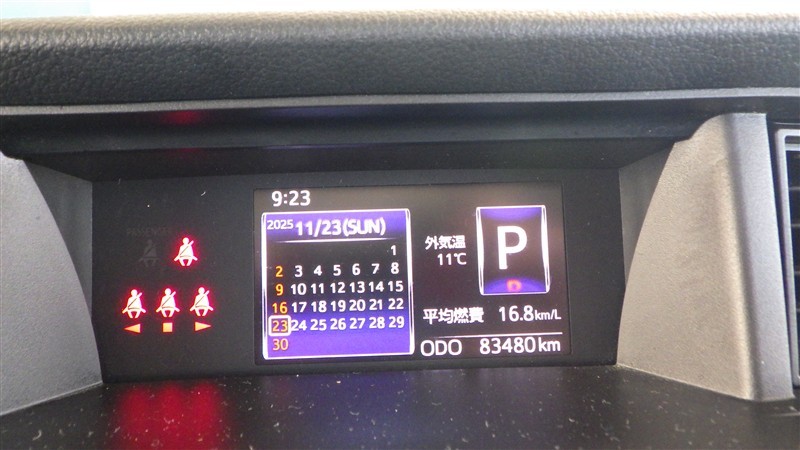 PASSENGER
9:23
2025 11/23(SUN)
1
2 3 4 5 6 7 8
9 10 11 12 13 14 15
16 17 18 19 20 21 22
23 24 25 26 27 28 29
30
外気温
11℃
P
D
平均燃費 16.8km/L
ODO 83480km